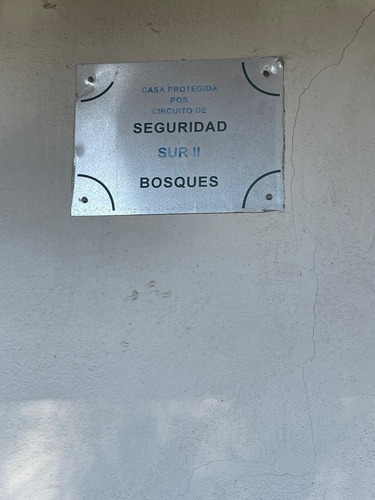 CASA PROTEGIDA
POR
CIRCUITO DE
SEGURIDAD
SUR II
BOSQUES